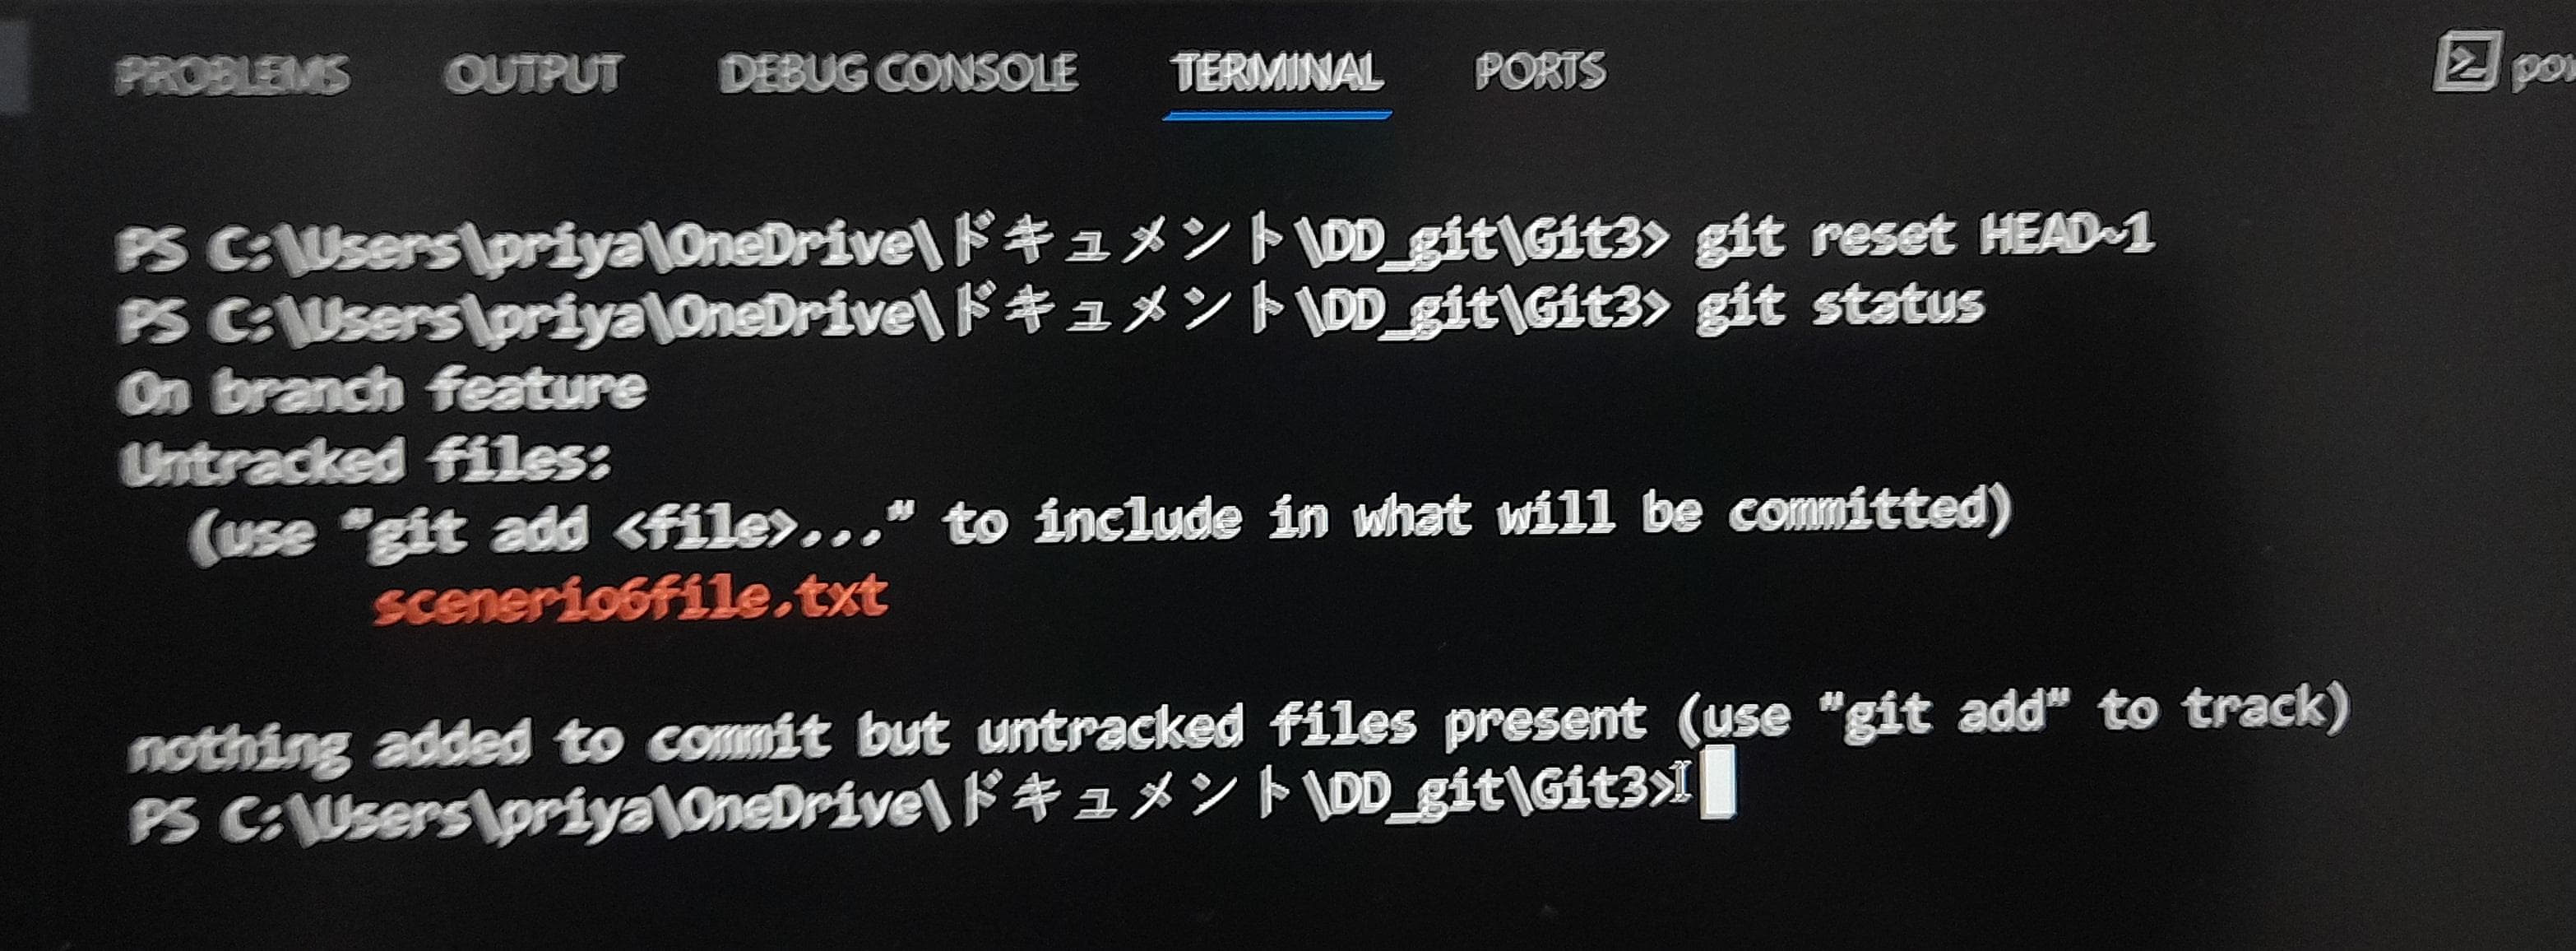 PROBLEMS OUTPUT DEBUG CONSOLE TERMINAL PORTS
PS C:\Users\priya\OneDrive\ドキュメント\DD_git\Git3> git reset HEAD~1
PS C:\Users\priya\OneDrive\ドキュメント\DD_git\Git3> git status
On branch feature
Untracked files:
(use "git add <file>..." to include in what will be committed)
scenerio6file.txt
nothing added to commit but untracked files present (use "git add" to track)
PS C:\Users\priya\OneDrive\ドキュメント\DD_git\Git3>